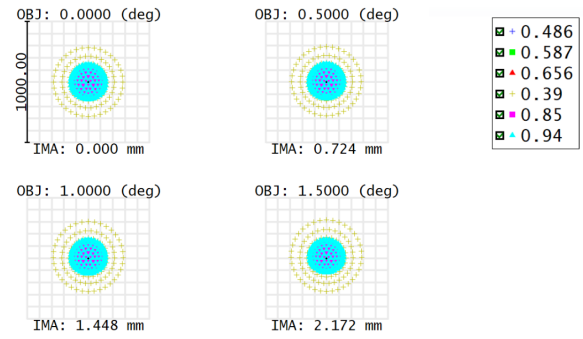 OBJ: 0.0000 (deg)
OBJ: 0.5000 (deg)
1000.00
IMA: 0.000 mm
IMA: 0.724 mm
OBJ: 1.0000 (deg)
OBJ: 1.5000 (deg)
IMA: 1.448 mm
IMA: 2.172 mm
0.486
0.587
0.656
0.39
0.85
0.94